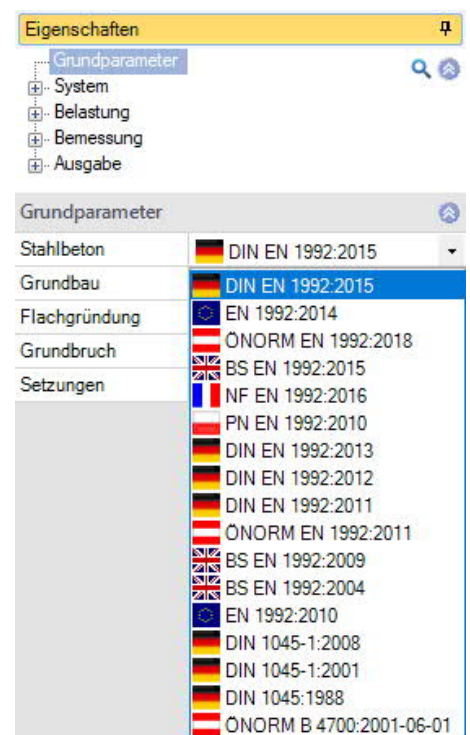 Eigenschaften
Grundparameter
System
Belastung
Bemessung
Ausgabe
Grundparameter
Stahlbeton DIN EN 1992:2015
Grundbau DIN EN 1992:2015
Flachgründung EN 1992:2014
Grundbruch ÖNORM EN 1992:2018
Setzungen BS EN 1992:2015
NF EN 1992:2016
PN EN 1992:2010
DIN EN 1992:2013
DIN EN 1992:2012
DIN EN 1992:2011
ÖNORM EN 1992:2011
BS EN 1992:2009
BS EN 1992:2004
EN 1992:2010
DIN 1045-1:2008
DIN 1045-1:2001
DIN 1045:1988
ÖNORM B 4700:2001-06-01